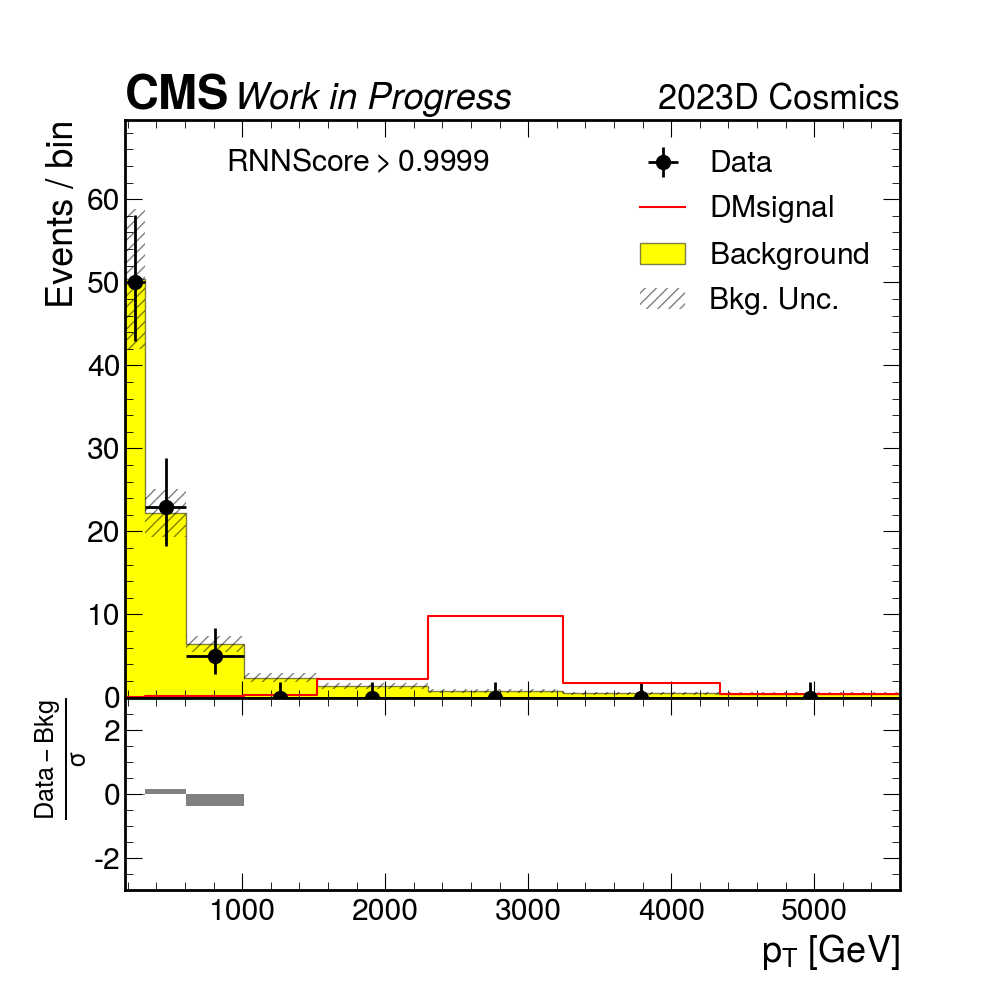 CMS Work in Progress 2023D Cosmics
Events / bin
RNNScore > 0.9999
Data
DMsignal
Background
Bkg. Unc.
60
50
40
30
20
10
0
Data – Bkg
σ
2
0
-2
1000 2000 3000 4000 5000
pT [GeV]